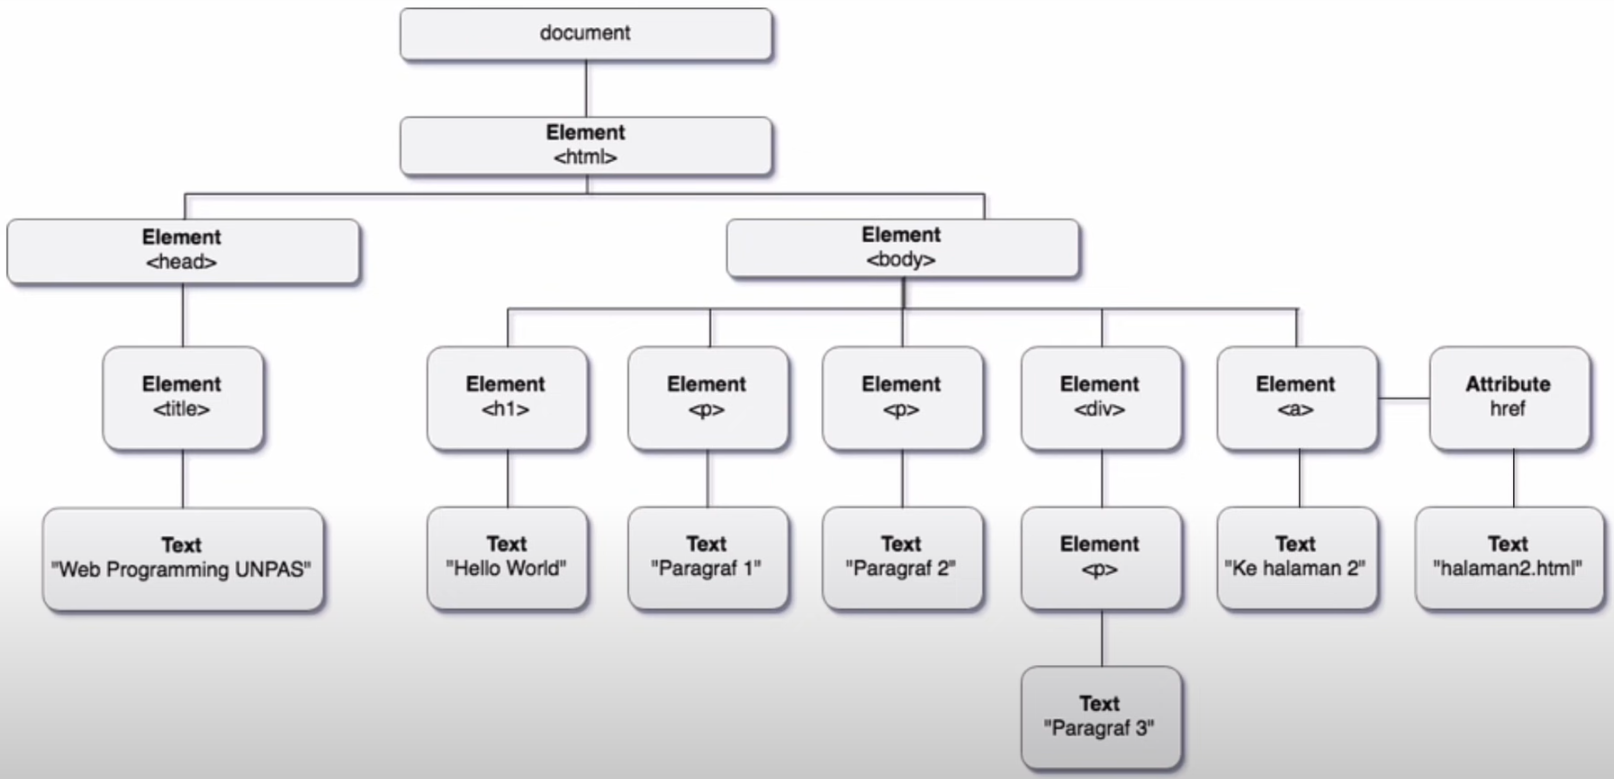 document
Element
<html>
Element
<head>
Element
<body>
Element
<title>
Element
<h1>
Element
<p>
Element
<p>
Element
<div>
Element
<a>
Attribute
href
Text
"Web Programming UNPAS"
Text
"Hello World"
Text
"Paragraf 1"
Text
"Paragraf 2"
Element
<p>
Text
"Ke halaman 2"
Text
"halaman2.html"
Text
"Paragraf 3"